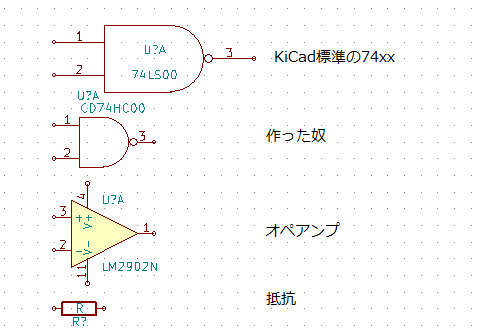 1
U?A
3
KiCad標準の74xx
2
74LS00
U?A
CD74HC00
1
3
作った奴
2
4
U?A
V+
3
+
1
オペアンプ
2
-
V-
11
LM2902N
抵抗
R
R?